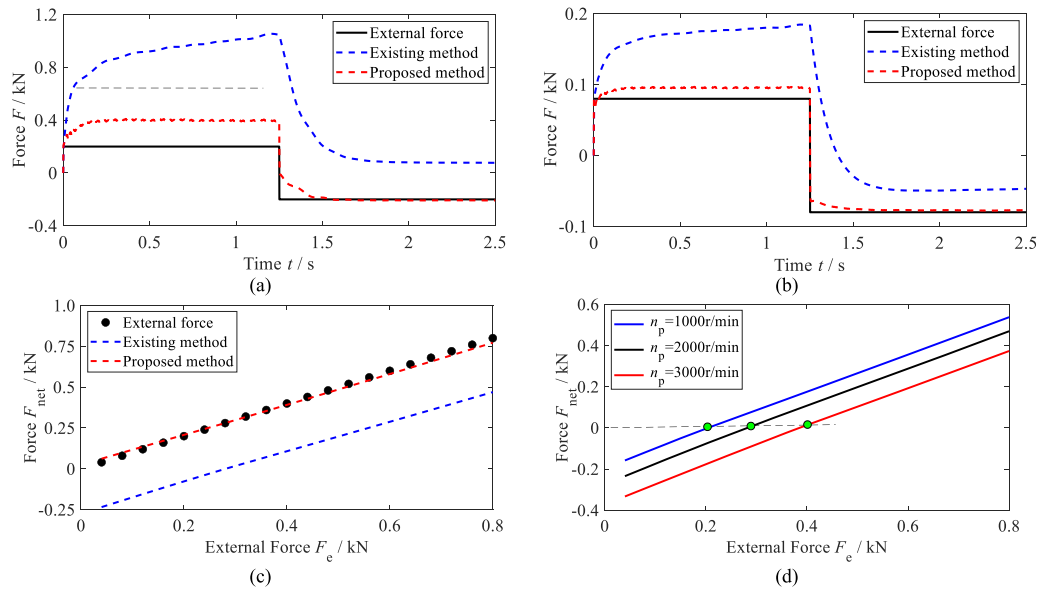 1.2
0.8
0.4
0
-0.4
Force F / kN
External force
Existing method
Proposed method
0
0.5
1
1.5
2
2.5
Time t / s
(a)
0.2
0.1
0
-0.1
Force F / kN
External force
Existing method
Proposed method
0
0.5
1
1.5
2
2.5
Time t / s
(b)
1.0
0.75
0.5
0.25
0
-0.25
Force Fnet / kN
External force
Existing method
Proposed method
0
0.2
0.4
0.6
0.8
External Force Fe / kN
(c)
0.6
0.4
-0.2
0
-0.2
-0.4
Force Fnet / kN
np=1000r/min
np=2000r/min
np=3000r/min
0
0.2
0.4
0.6
0.8
External Force Fe / kN
(d)